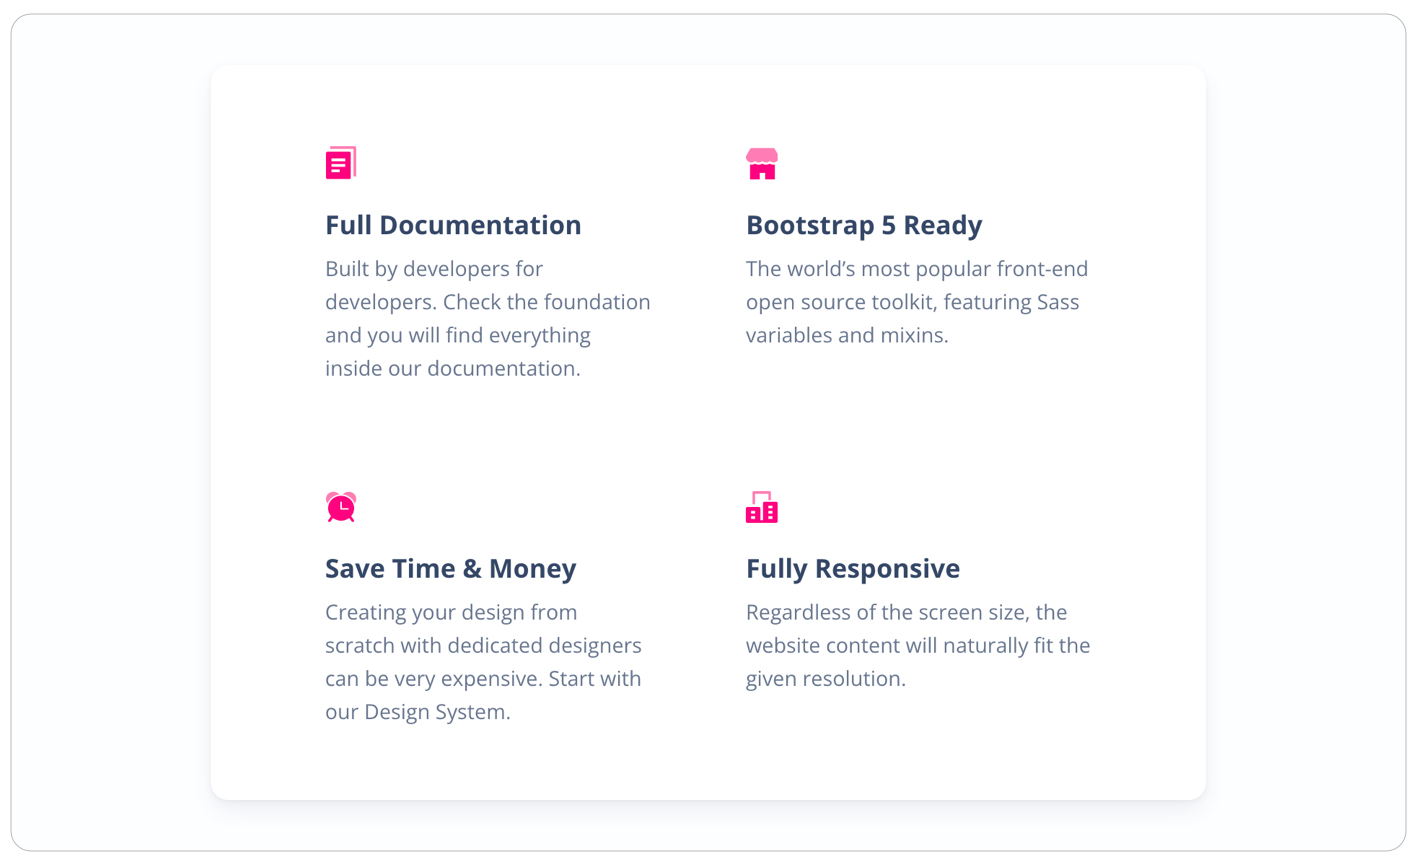 Full Documentation
Built by developers for
developers. Check the foundation
and you will find everything
inside our documentation.
Bootstrap 5 Ready
The world’s most popular front-end
open source toolkit, featuring Sass
variables and mixins.
Save Time & Money
Creating your design from
scratch with dedicated designers
can be very expensive. Start with
our Design System.
Fully Responsive
Regardless of the screen size, the
website content will naturally fit the
given resolution.